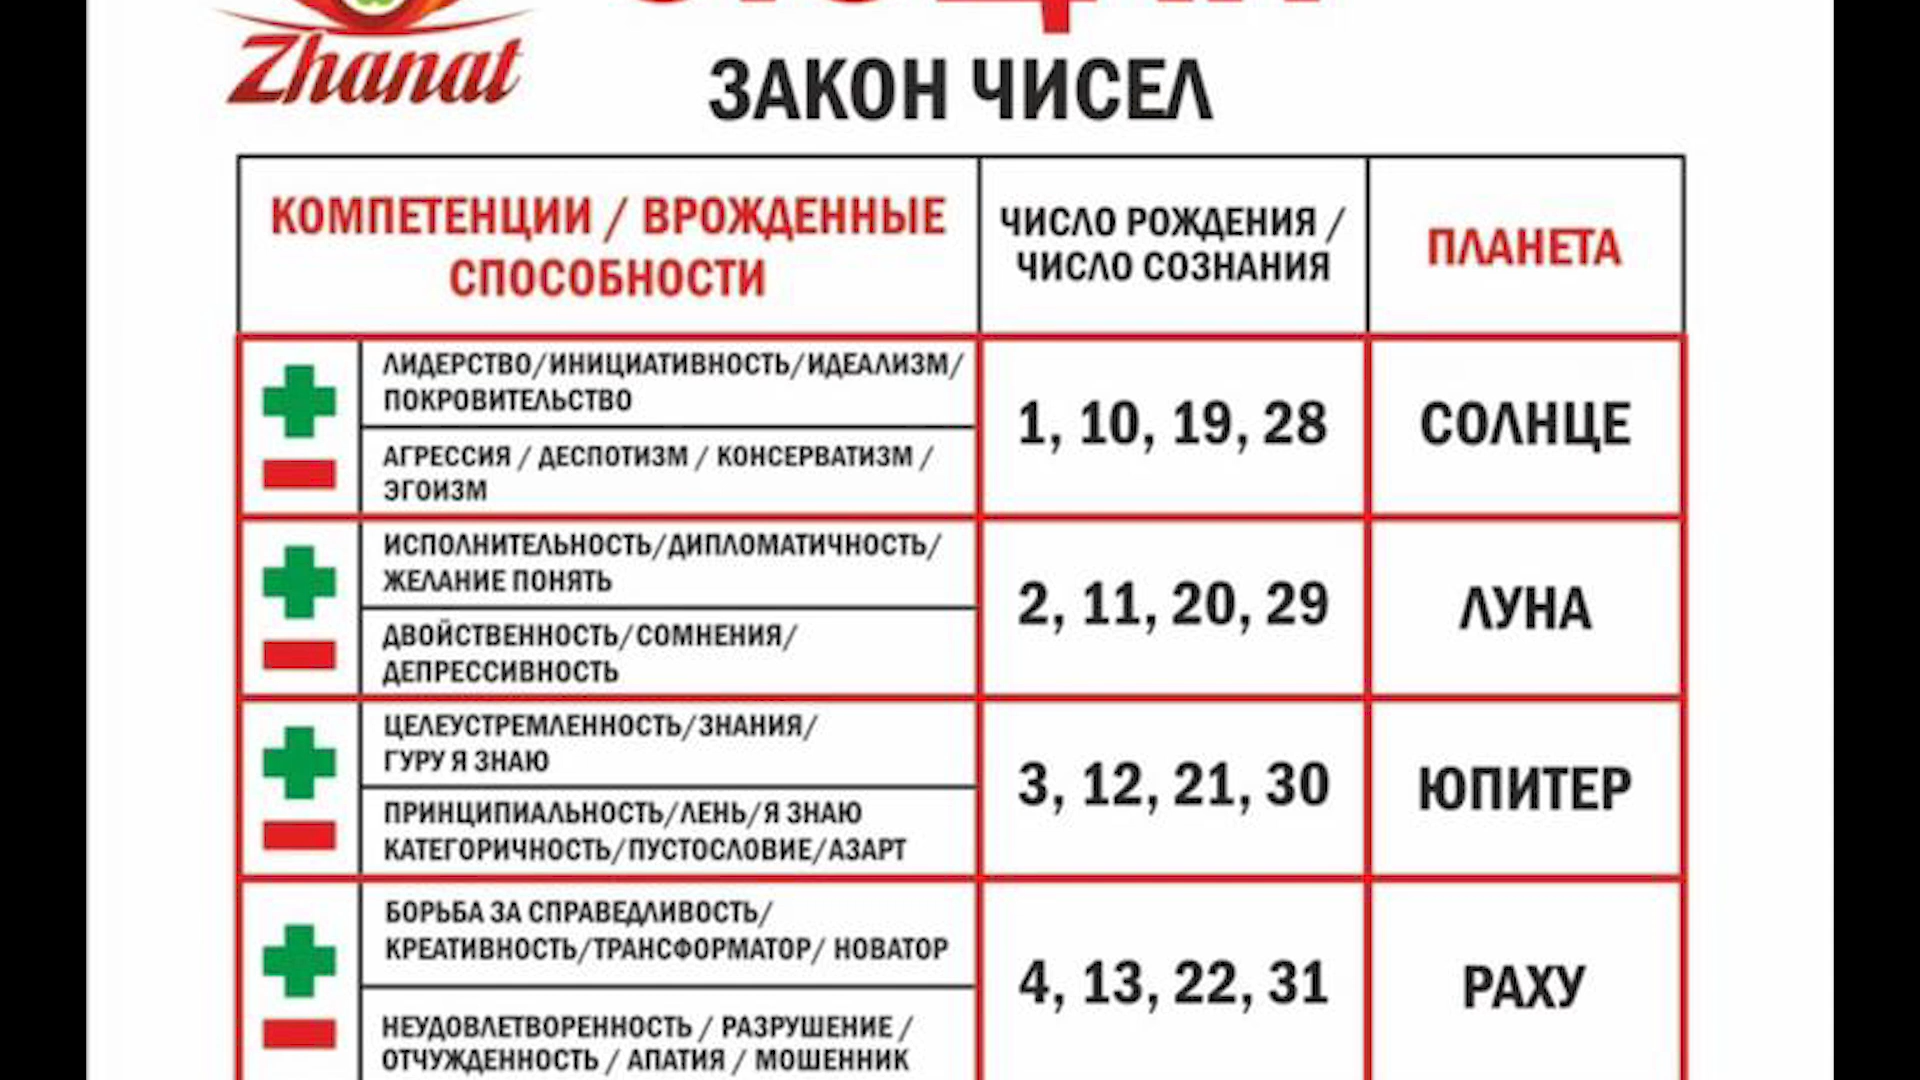 Zhanat
ЗАКОН ЧИСЕЛ
КОМПЕТЕНЦИИ / ВРОЖДЕННЫЕ
СПОСОБНОСТИ
ЧИСЛО РОЖДЕНИЯ /
ЧИСЛО СОЗНАНИЯ
ПЛАНЕТА
ЛИДЕРСТВО/ИНИЦИАТИВНОСТЬ/ИДЕАЛИЗМ/
ПОКРОВИТЕЛЬСТВО
АГРЕССИЯ / ДЕСПОТИЗМ / КОНСЕРВАТИЗМ /
ЭГОИЗМ
1, 10, 19, 28
СОЛНЦЕ
ИСПОЛНИТЕЛЬНОСТЬ/ДИПЛОМАТИЧНОСТЬ/
ЖЕЛАНИЕ ПОНЯТЬ
ДВОЙСТВЕННОСТЬ/СОМНЕНИЯ/
ДЕПРЕССИВНОСТЬ
2, 11, 20, 29
ЛУНА
ЦЕЛЕУСТРЕМЛЕННОСТЬ/ЗНАНИЯ/
ГУРУ Я ЗНАЮ
ПРИНЦИПИАЛЬНОСТЬ/ЛЕНЬ/Я ЗНАЮ
КАТЕГОРИЧНОСТЬ/ПУСТОСЛОВИЕ/АЗАРТ
3, 12, 21, 30
ЮПИТЕР
БОРЬБА ЗА СПРАВЕДЛИВОСТЬ/
КРЕАТИВНОСТЬ/ТРАНСФОРМАТОР/ НОВАТОР
НЕУДОВЛЕТВОРЕННОСТЬ / РАЗРУШЕНИЕ /
ОТЧУЖДЕННОСТЬ / АПАТИЯ / МОШЕННИК
4, 13, 22, 31
РАХУ